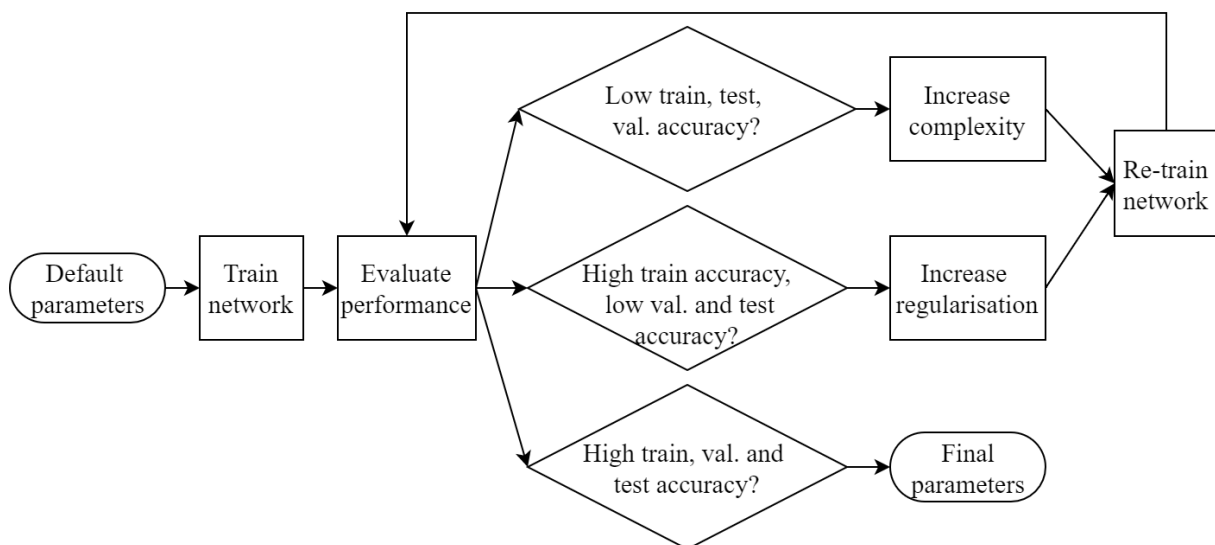 Low train, test,
val. accuracy?
Increase
complexity
Re-train
network
Default
parameters
Train
network
Evaluate
performance
High train accuracy,
low val. and test
accuracy?
Increase
regularisation
High train, val. and
test accuracy?
Final
parameters